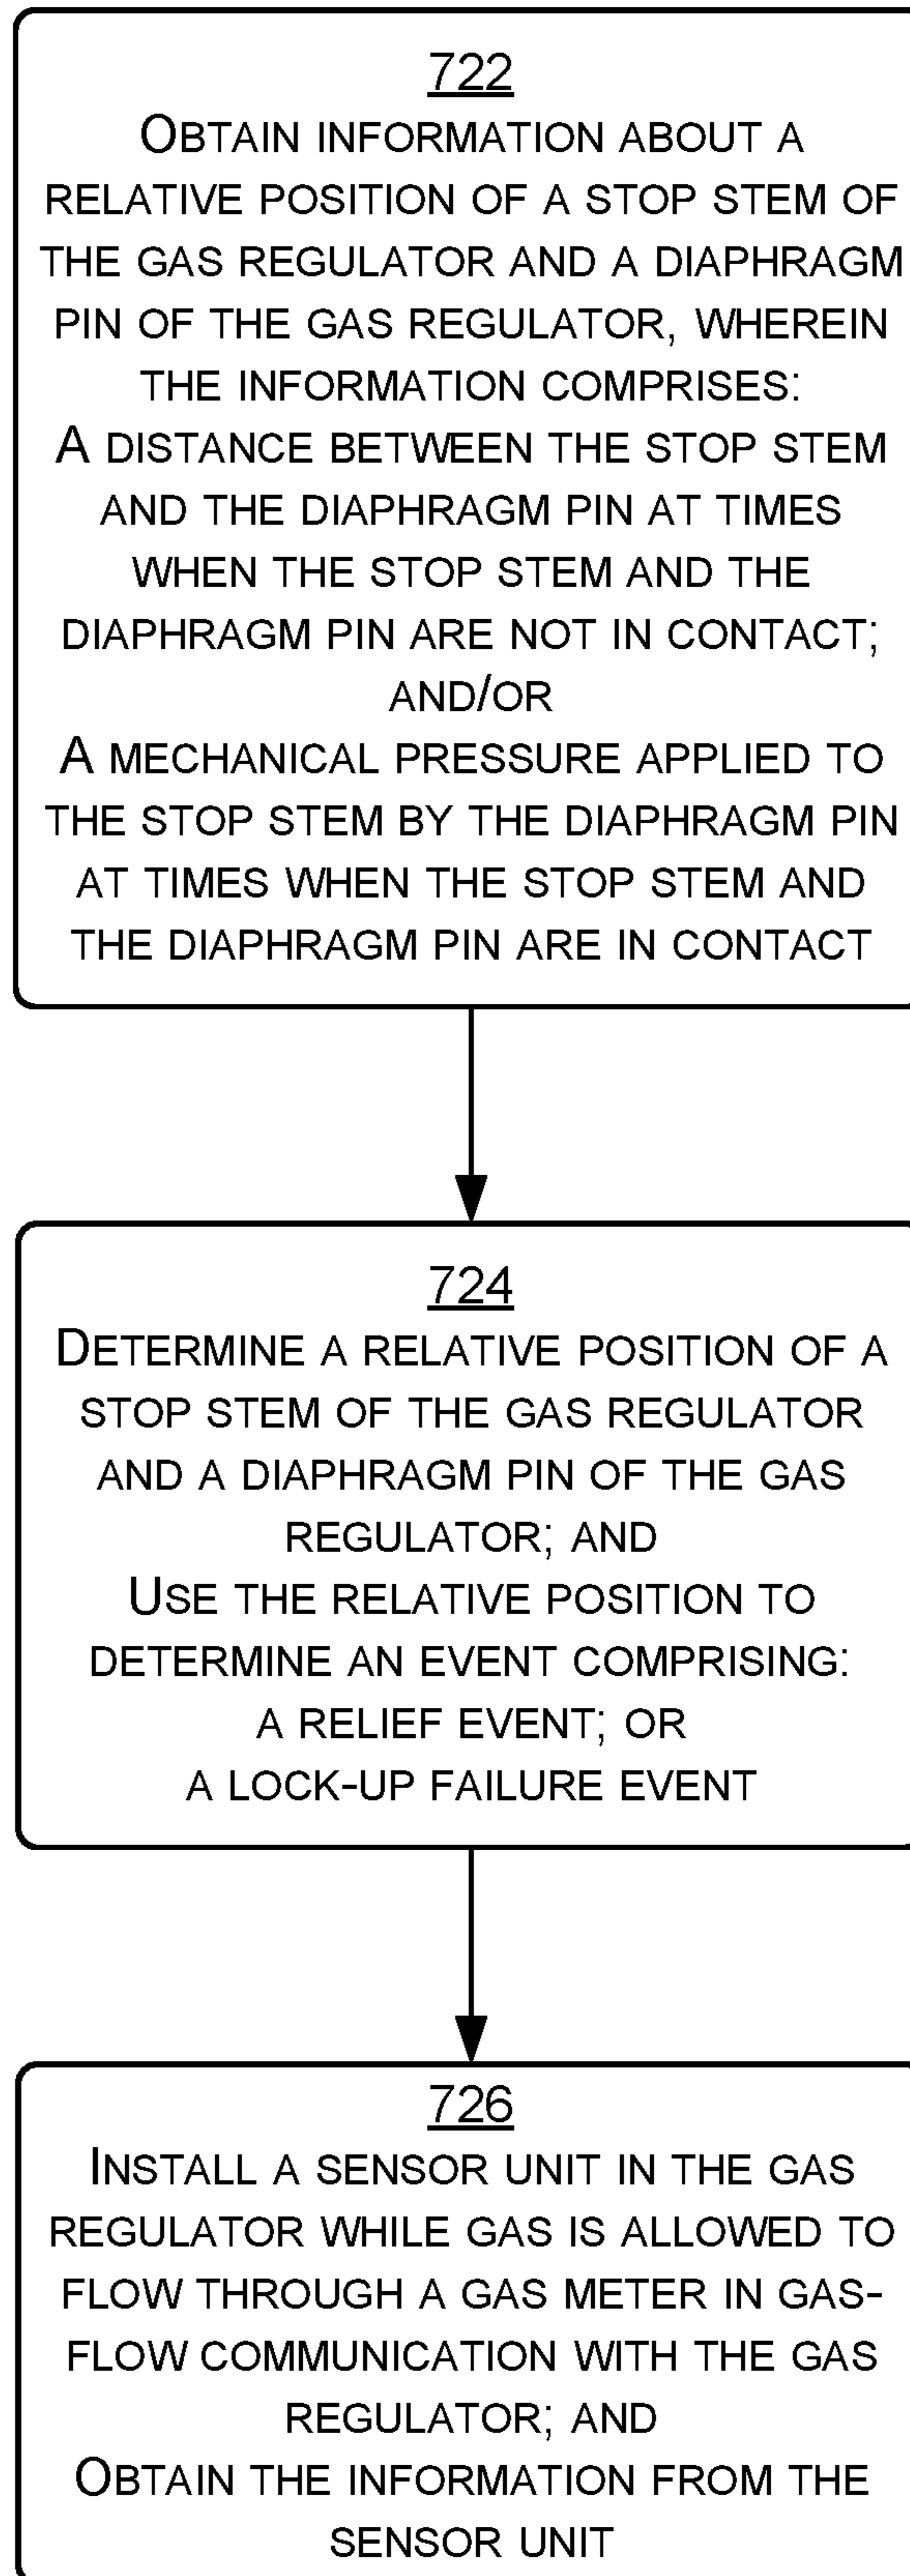 722
OBTAIN INFORMATION ABOUT A
RELATIVE POSITION OF A STOP STEM OF
THE GAS REGULATOR AND A DIAPHRAGM
PIN OF THE GAS REGULATOR, WHEREIN
THE INFORMATION COMPRISES:
A DISTANCE BETWEEN THE STOP STEM
AND THE DIAPHRAGM PIN AT TIMES
WHEN THE STOP STEM AND THE
DIAPHRAGM PIN ARE NOT IN CONTACT;
AND/OR
A MECHANICAL PRESSURE APPLIED TO
THE STOP STEM BY THE DIAPHRAGM PIN
AT TIMES WHEN THE STOP STEM AND
THE DIAPHRAGM PIN ARE IN CONTACT
724
DETERMINE A RELATIVE POSITION OF A
STOP STEM OF THE GAS REGULATOR
AND A DIAPHRAGM PIN OF THE GAS
REGULATOR; AND
USE THE RELATIVE POSITION TO
DETERMINE AN EVENT COMPRISING:
A RELIEF EVENT; OR
A LOCK-UP FAILURE EVENT
726
INSTALL A SENSOR UNIT IN THE GAS
REGULATOR WHILE GAS IS ALLOWED TO
FLOW THROUGH A GAS METER IN GAS-
FLOW COMMUNICATION WITH THE GAS
REGULATOR; AND
OBTAIN THE INFORMATION FROM THE
SENSOR UNIT